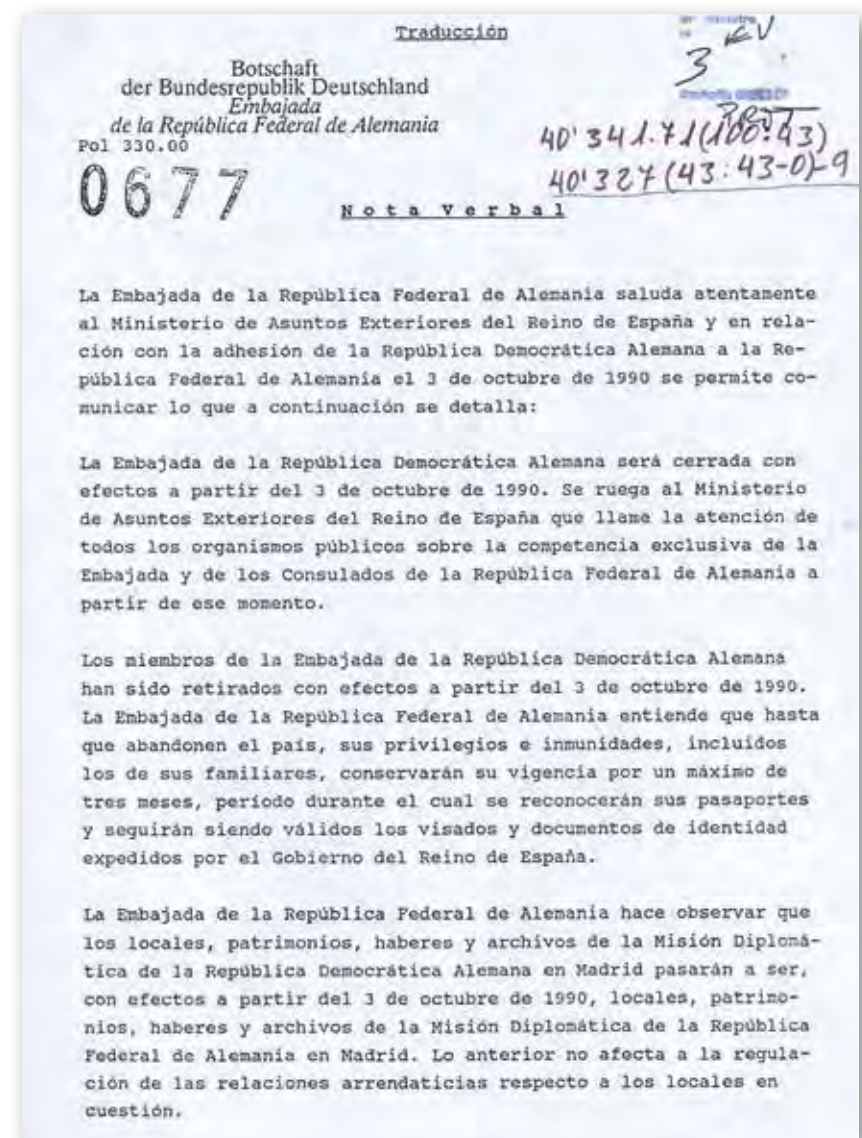 Traducción
Botschaft
der Bundesrepublik Deutschland
Embajada
de la República Federal de Alemania
Pol 330.00
3
40'341.71(100:43)
40'327(43:43-0)-9
0677
Nota Verbal
La Embajada de la República Federal de Alemania saluda atentamente
al Ministerio de Asuntos Exteriores del Reino de España y en rela-
ción con la adhesión de la República Democrática Alemana a la Re-
pública Federal de Alemania el 3 de octubre de 1990 se permite co-
municar lo que a continuación se detalla:
La Embajada de la República Democrática Alemana será cerrada con
efectos a partir del 3 de octubre de 1990. Se ruega al Ministerio
de Asuntos Exteriores del Reino de España que llame la atención de
todos los organismos públicos sobre la competencia exclusiva de la
Embajada y de los Consulados de la República Federal de Alemania a
partir de ese momento.
Los miembros de la Embajada de la República Democrática Alemana
han sido retirados con efectos a partir del 3 de octubre de 1990.
La Embajada de la República Federal de Alemania entiende que hasta
que abandonen el país, sus privilegios e inmunidades, incluidos
los de sus familiares, conservarán su vigencia por un máximo de
tres meses, período durante el cual se reconocerán sus pasaportes
y seguirán siendo válidos los visados y documentos de identidad
expedidos por el Gobierno del Reino de España.
La Embajada de la República Federal de Alemania hace observar que
los locales, patrimonios, haberes y archivos de la Misión Diplomá-
tica de la República Democrática Alemana en Madrid pasarán a ser,
con efectos a partir del 3 de octubre de 1990, locales, patrimo-
nios, haberes y archivos de la Misión Diplomática de la República
Federal de Alemania en Madrid. Lo anterior no afecta a la regula-
ción de las relaciones arrendaticias respecto a los locales en
cuestión.